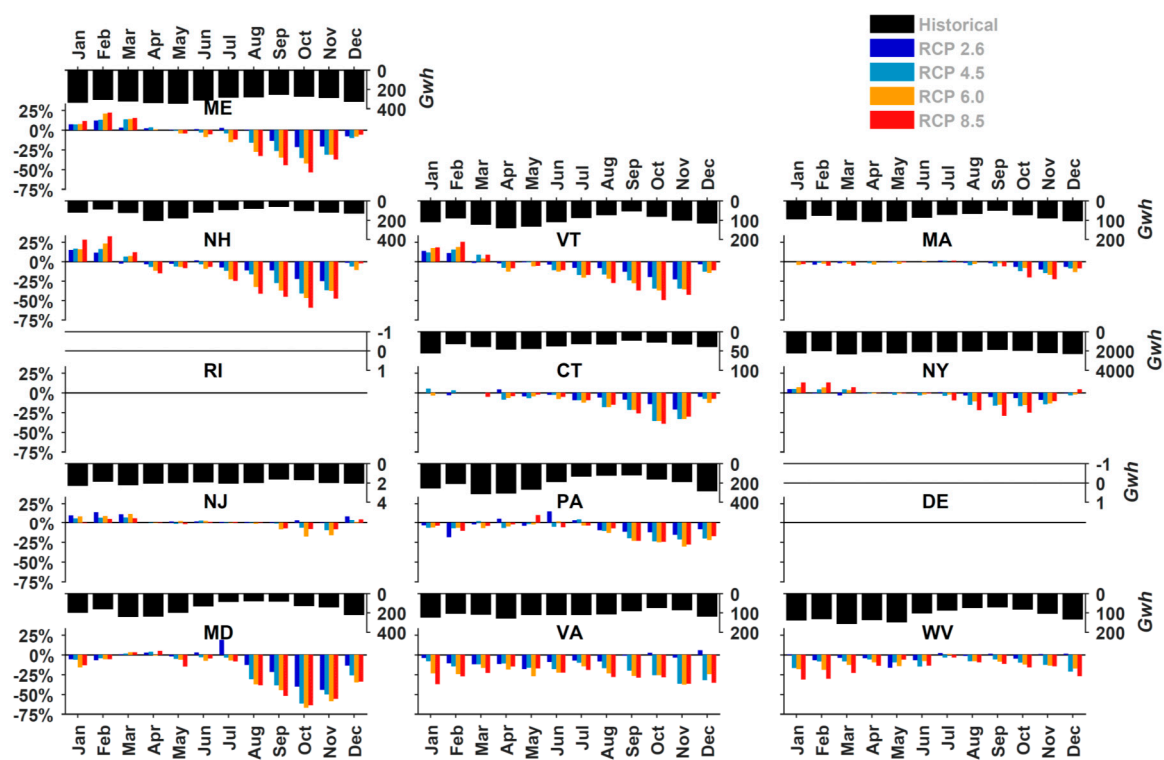 Jan Feb Mar Apr May Jun Jul Aug Sep Oct Nov Dec
Historical
RCP 2.6
RCP 4.5
RCP 6.0
RCP 8.5
0
200
400
Gwh
ME
25%
0%
-25%
-50%
-75%
Jan Feb Mar Apr May Jun Jul Aug Sep Oct Nov Dec
Jan Feb Mar Apr May Jun Jul Aug Sep Oct Nov Dec
0
200
400
NH
25%
0%
-25%
-50%
-75%
0
100
200
VT
0
100
200
Gwh
MA
-1
0
1
RI
25%
0%
-25%
-50%
-75%
0
50
100
CT
0
2000
4000
Gwh
NY
0
2
4
NJ
25%
0%
-25%
-50%
-75%
0
200
400
PA
-1
0
1
Gwh
DE
0
200
400
MD
25%
0%
-25%
-50%
-75%
0
100
200
VA
0
100
200
Gwh
WV
Jan Feb Mar Apr May Jun Jul Aug Sep Oct Nov Dec
Jan Feb Mar Apr May Jun Jul Aug Sep Oct Nov Dec
Jan Feb Mar Apr May Jun Jul Aug Sep Oct Nov Dec